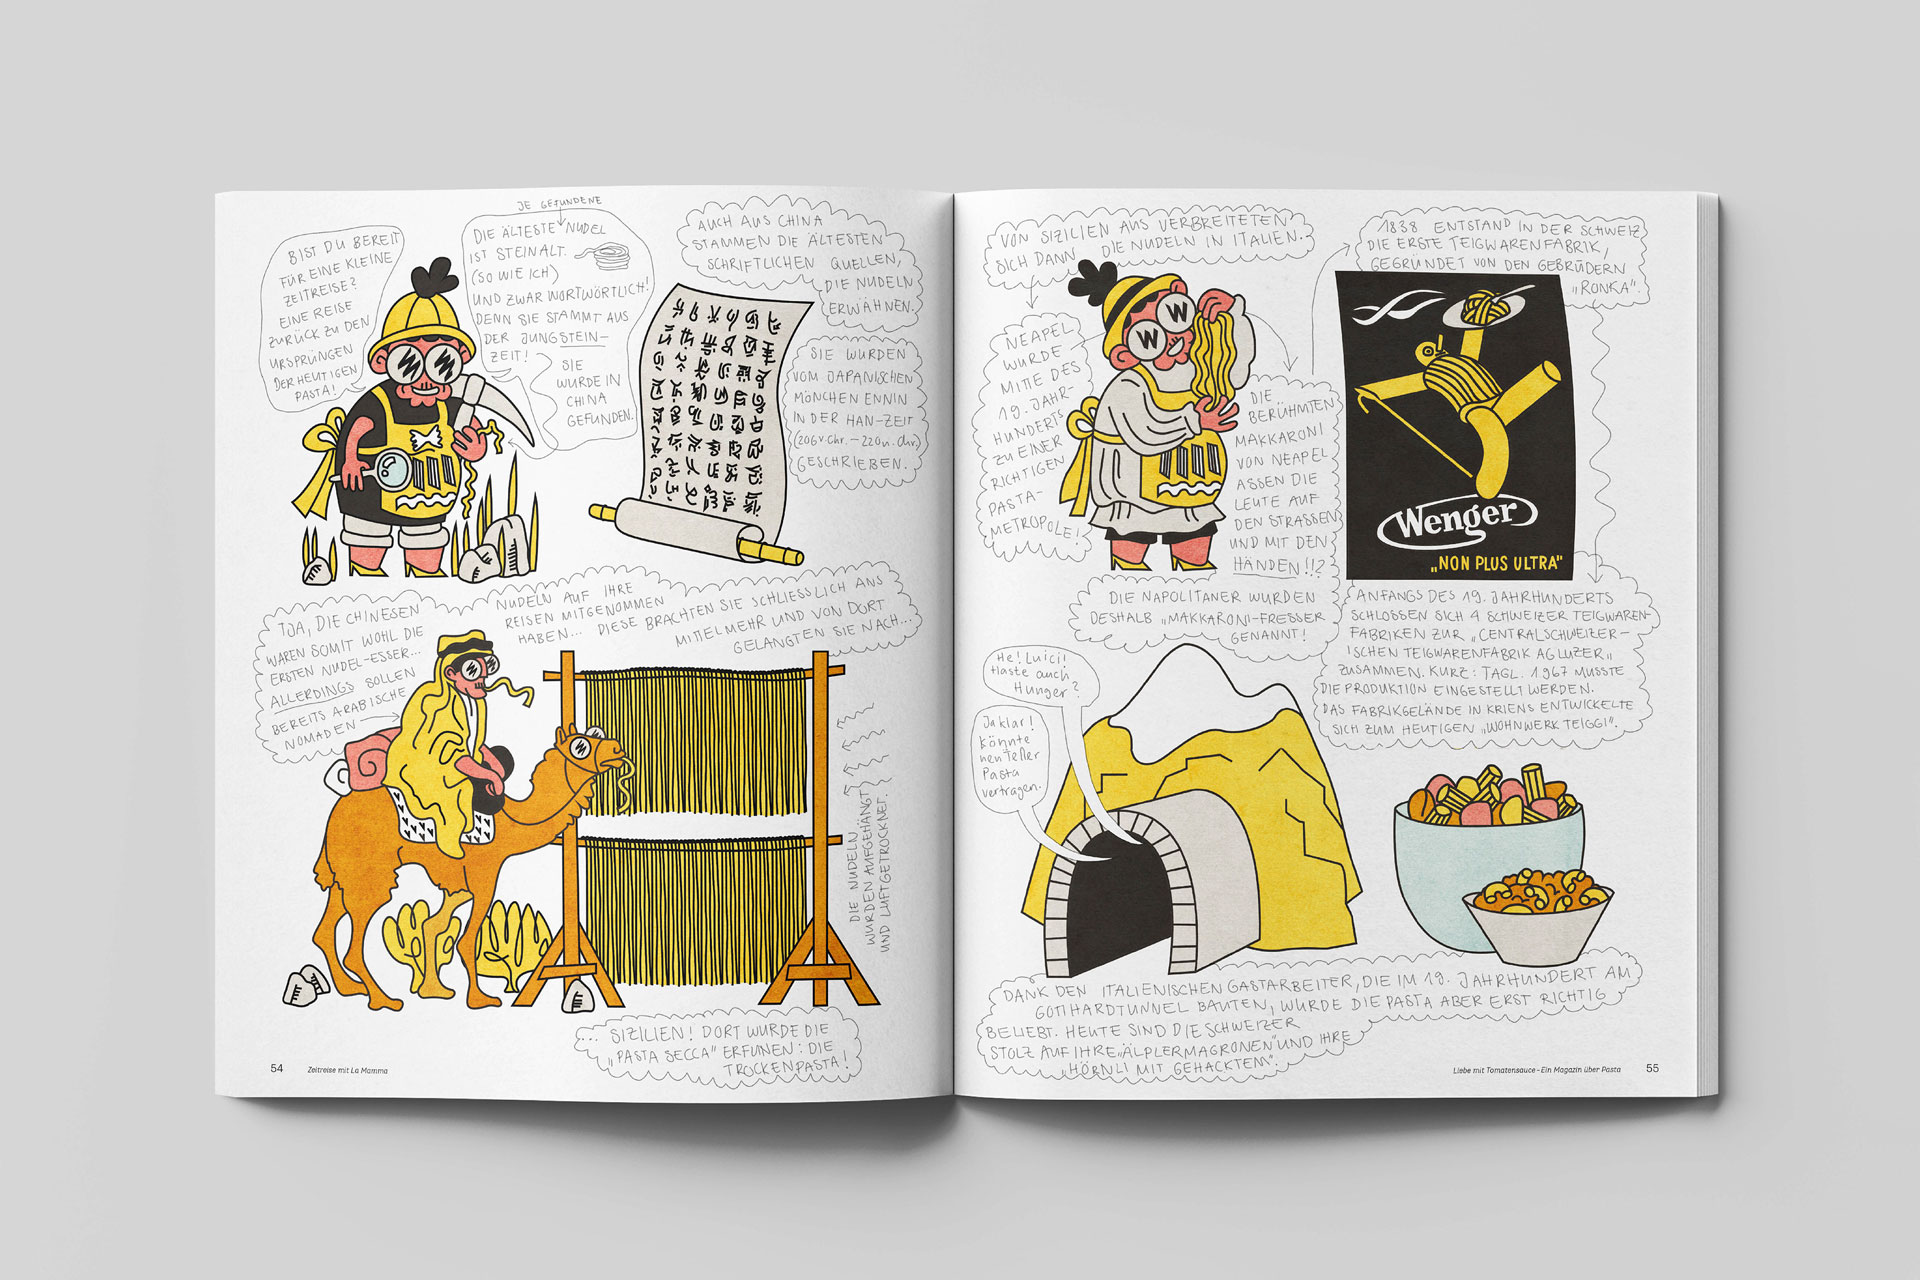 BIST DU BEREIT
FÜR EINE KLEINE
ZEITREISE?
EINE REISE
ZURÜCK ZU DEN
URSPRÜNGEN
DER HEUTIGEN
PASTA!
JE GEFUNDENE
DIE ÄLTESTE NUDEL
IST STEINALT.
(SO WIE ICH)
UND ZWAR WORTWÖRTLICH!
DENN SIE STAMMT AUS
DER JUNGSTEIN-
ZEIT!
SIE
WURDE IN
CHINA
GEFUNDEN.
AUCH AUS CHINA
STAMMEN DIE ÄLTESTEN
SCHRIFTLICHEN QUELLEN,
DIE NUDELN
ERWÄHNEN.
SIE WURDEN
VOM JAPANISCHEN
MÖNCHEN ENNIN
IN DER HAN-ZEIT
(206 v. Chr. – 220 n. Chr.)
GESCHRIEBEN.
TJA, DIE CHINESEN
WAREN SOMIT WOHL DIE
ERSTEN NUDEL-ESSER...
ALLERDINGS SOLLEN
BEREITS ARABISCHE
NOMADEN
NUDELN AUF IHRE
REISEN MITGENOMMEN
HABEN...
DIESE BRACHTEN SIE SCHLIESSLICH ANS
MITTELMEHR UND VON DORT
GELANGTEN SIE NACH...
DIE NUDELN
WURDEN AUFGEHÄNGT
UND LUFTGETROCKNET.
... SIZILIEN! DORT WURDE DIE
„PASTA SECCA" ERFUNEN: DIE
TROCKENPASTA!
54 Zeitreise mit La Mamma
VON SIZILIEN AUS VERBREITETEN
SICH DANN DIE NUDELN IN ITALIEN.
NEAPEL
WURDE
MITTE DES
19. JAHR-
HUNDERTS
ZU EINER
RICHTIGEN
PASTA-
METROPOLE!
W W
DIE
BERÜHMTEN
MAKKARONI
VON NEAPEL
ASSEN DIE
LEUTE AUF
DEN STRASSEN
UND MIT DEN
HÄNDEN!!?
DIE NAPOLITANER WURDEN
DESHALB „MAKKARONI-FRESSER
GENANNT!
1838 ENTSTAND IN DER SCHWEIZ
DIE ERSTE TEIGWARENFABRIK,
GEGRÜNDET VON DEN GEBRÜDERN
„RONKA".
Wenger
„NON PLUS ULTRA"
ANFANGS DES 19. JAHRHUNDERTS
SCHLOSSEN SICH 4 SCHWEIZER TEIGWAREN-
FABRIKEN ZUR „CENTRALSCHWEIZER-
ISCHEN TEIGWARENFABRIK AG LUZER„
ZUSAMMEN. KURZ: TAGL. 1967 MUSSTE
DIE PRODUKTION EINGESTELLT WERDEN.
DAS FABRIKGELÄNDE IN KRIENS ENTWICKELTE
SICH ZUM HEUTIGEN „WOHNWERK TEIGGI".
He! Luici!
Haste auch
Hunger?
Ja klar!
Könnte
nen Teller
Pasta
vertragen.
DANK DEN ITALIENISCHEN GASTARBEITER, DIE IM 19. JAHRHUNDERT AM
GOTTHARDTUNNEL BAUTEN, WURDE DIE PASTA ABER ERST RICHTIG
BELIEBT. HEUTE SIND DIE SCHWEIZER
STOLZ AUF IHRE „ÄLPLERMAGRONEN" UND IHRE
„HÖRNLI MIT GEHACKTEM".
Liebe mit Tomatensauce – Ein Magazin über Pasta 55